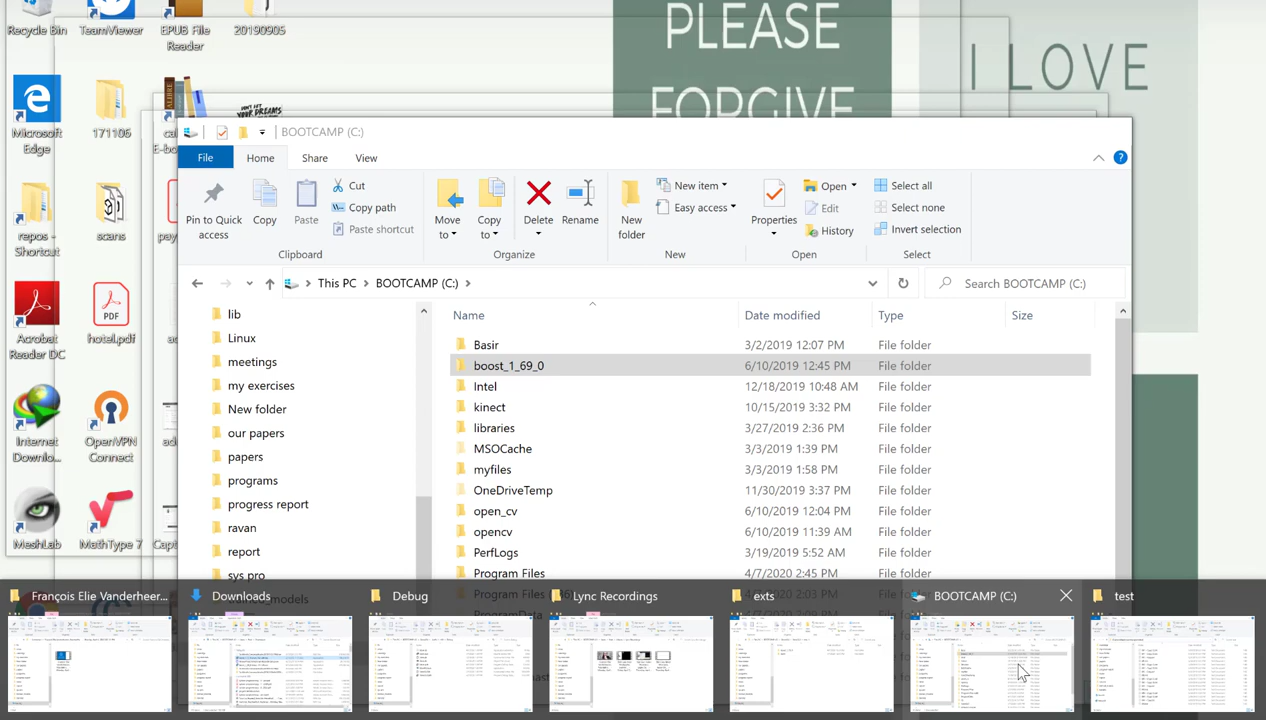 PLEASE
FORGIVE
I LOVE
Recycle Bin
TeamViewer
EPUB File
Reader
20190905
Microsoft
Edge
171106
E-bo
repos -
Shortcut
scans
Acrobat
Reader DC
hotel.pdf
Internet
Downlo...
OpenVPN
Connect
MeshLab
MathType 7
BOOTCAMP (C:)
File
Home
Share
View
Pin to Quick
access
Copy
Paste
Cut
Copy path
Paste shortcut
Clipboard
Move
to
Copy
to
Delete
Rename
Organize
New
folder
New item
Easy access
New
Properties
Open
Edit
History
Open
Select all
Select none
Invert selection
Select
This PC
BOOTCAMP (C:)
Search BOOTCAMP (C:)
lib
Linux
meetings
my exercises
New folder
our papers
papers
programs
progress report
ravan
report
sys pro
Name Date modified Type Size
Basir 3/2/2019 12:07 PM File folder
boost_1_69_0 6/10/2019 12:45 PM File folder
Intel 12/18/2019 10:48 AM File folder
kinect 10/15/2019 3:32 PM File folder
libraries 3/27/2019 2:36 PM File folder
MSOCache 3/3/2019 1:39 PM File folder
myfiles 3/3/2019 1:58 PM File folder
OneDriveTemp 11/30/2019 3:37 PM File folder
open_cv 6/10/2019 12:04 PM File folder
opencv 6/10/2019 11:39 AM File folder
PerfLogs 3/19/2019 5:52 AM File folder
Program Files 4/7/2020 2:45 PM File folder
François Elie Vanderheer...
Downloads
Debug
Lync Recordings
exts
BOOTCAMP (C:)
test